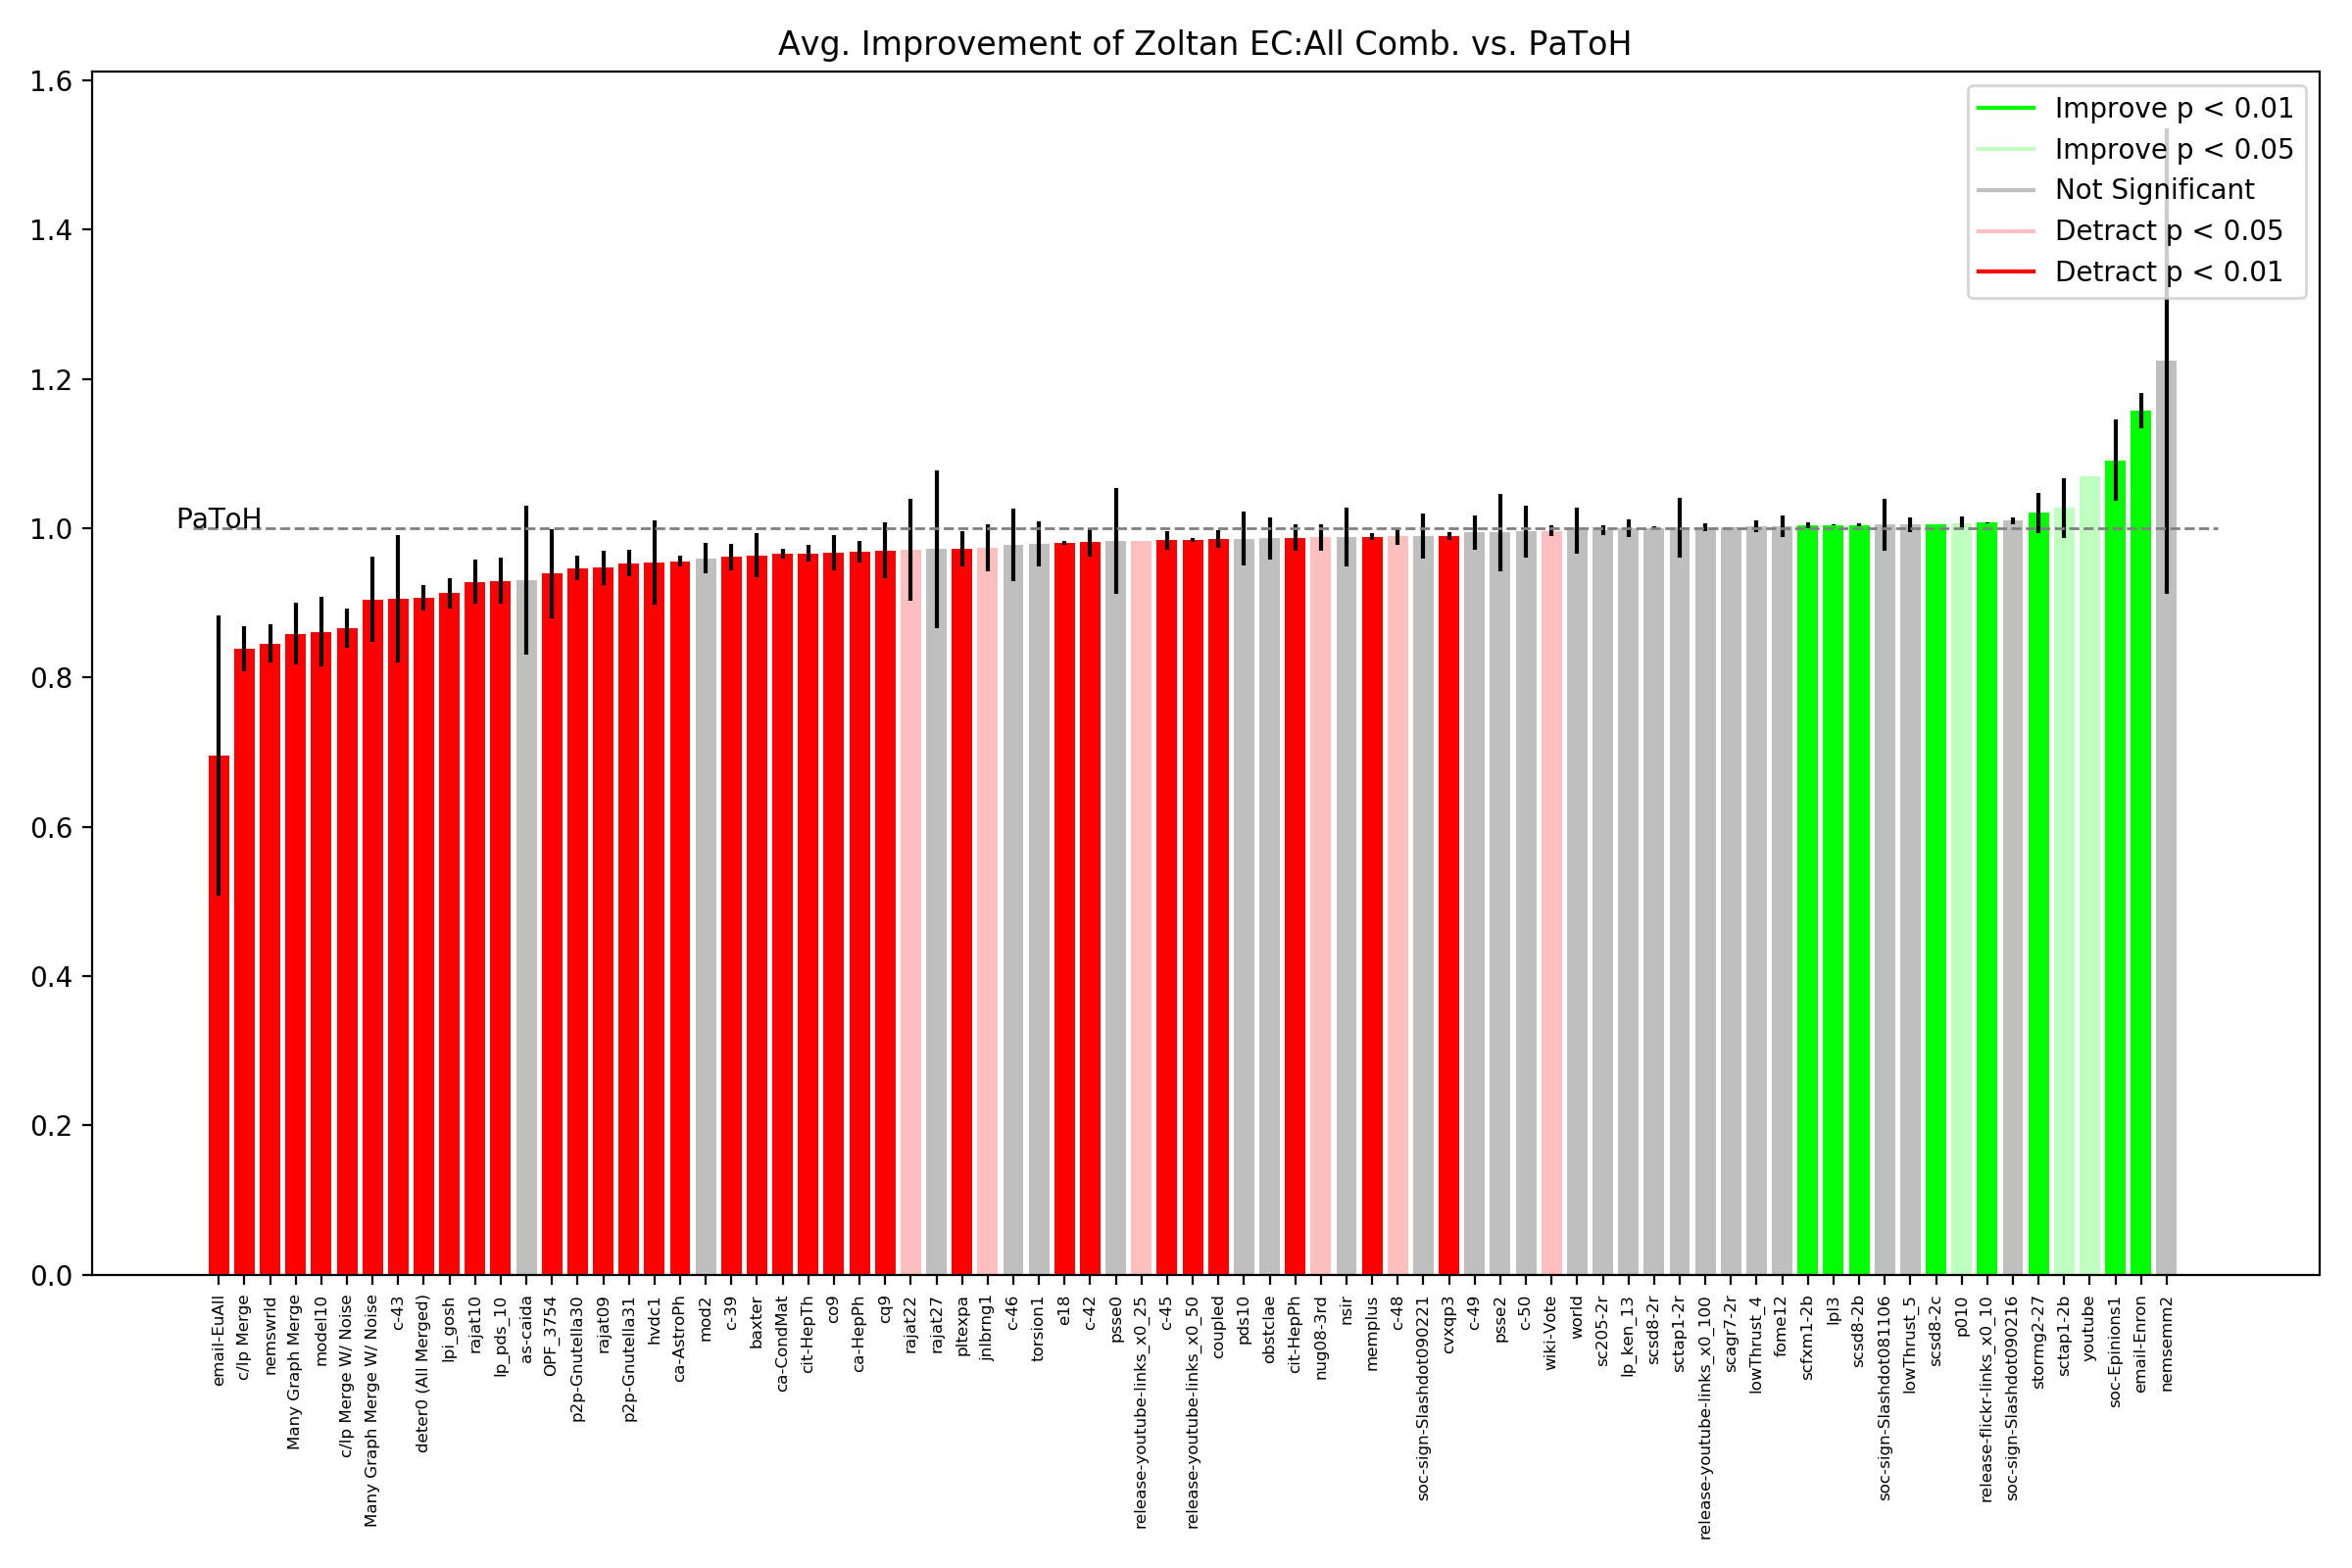 Avg. Improvement of Zoltan EC:All Comb. vs. PaToH
1.6
1.4
1.2
1.0
0.8
0.6
0.4
0.2
0.0
Improve p < 0.01
Improve p < 0.05
Not Significant
Detract p < 0.05
Detract p < 0.01
PaToH
email-EuAll
c/lp Merge
nemswrld
Many Graph Merge
model10
c/lp Merge W/ Noise
Many Graph Merge W/ Noise
c-43
deter0 (All Merged)
lpi_gosh
rajat10
lp_pds_10
as-caida
OPF_3754
p2p-Gnutella30
rajat09
p2p-Gnutella31
hvdc1
ca-AstroPh
mod2
c-39
baxter
ca-CondMat
cit-HepTh
co9
ca-HepPh
cq9
rajat22
rajat27
pltexpa
jnlbrng1
c-46
torsion1
e18
c-42
psse0
release-youtube-links_x0_25
c-45
release-youtube-links_x0_50
coupled
pds10
obstclae
cit-HepPh
nug08-3rd
nsir
memplus
c-48
soc-sign-Slashdot090221
cvxqp3
c-49
psse2
c-50
wiki-Vote
world
sc205-2r
lp_ken_13
scsd8-2r
sctap1-2r
release-youtube-links_x0_100
scagr7-2r
lowThrust_4
fome12
scfxm1-2b
lpl3
scsd8-2b
soc-sign-Slashdot081106
lowThrust_5
scsd8-2c
p010
release-flickr-links_x0_10
soc-sign-Slashdot090216
stormg2-27
sctap1-2b
youtube
soc-Epinions1
email-Enron
nemsemm2